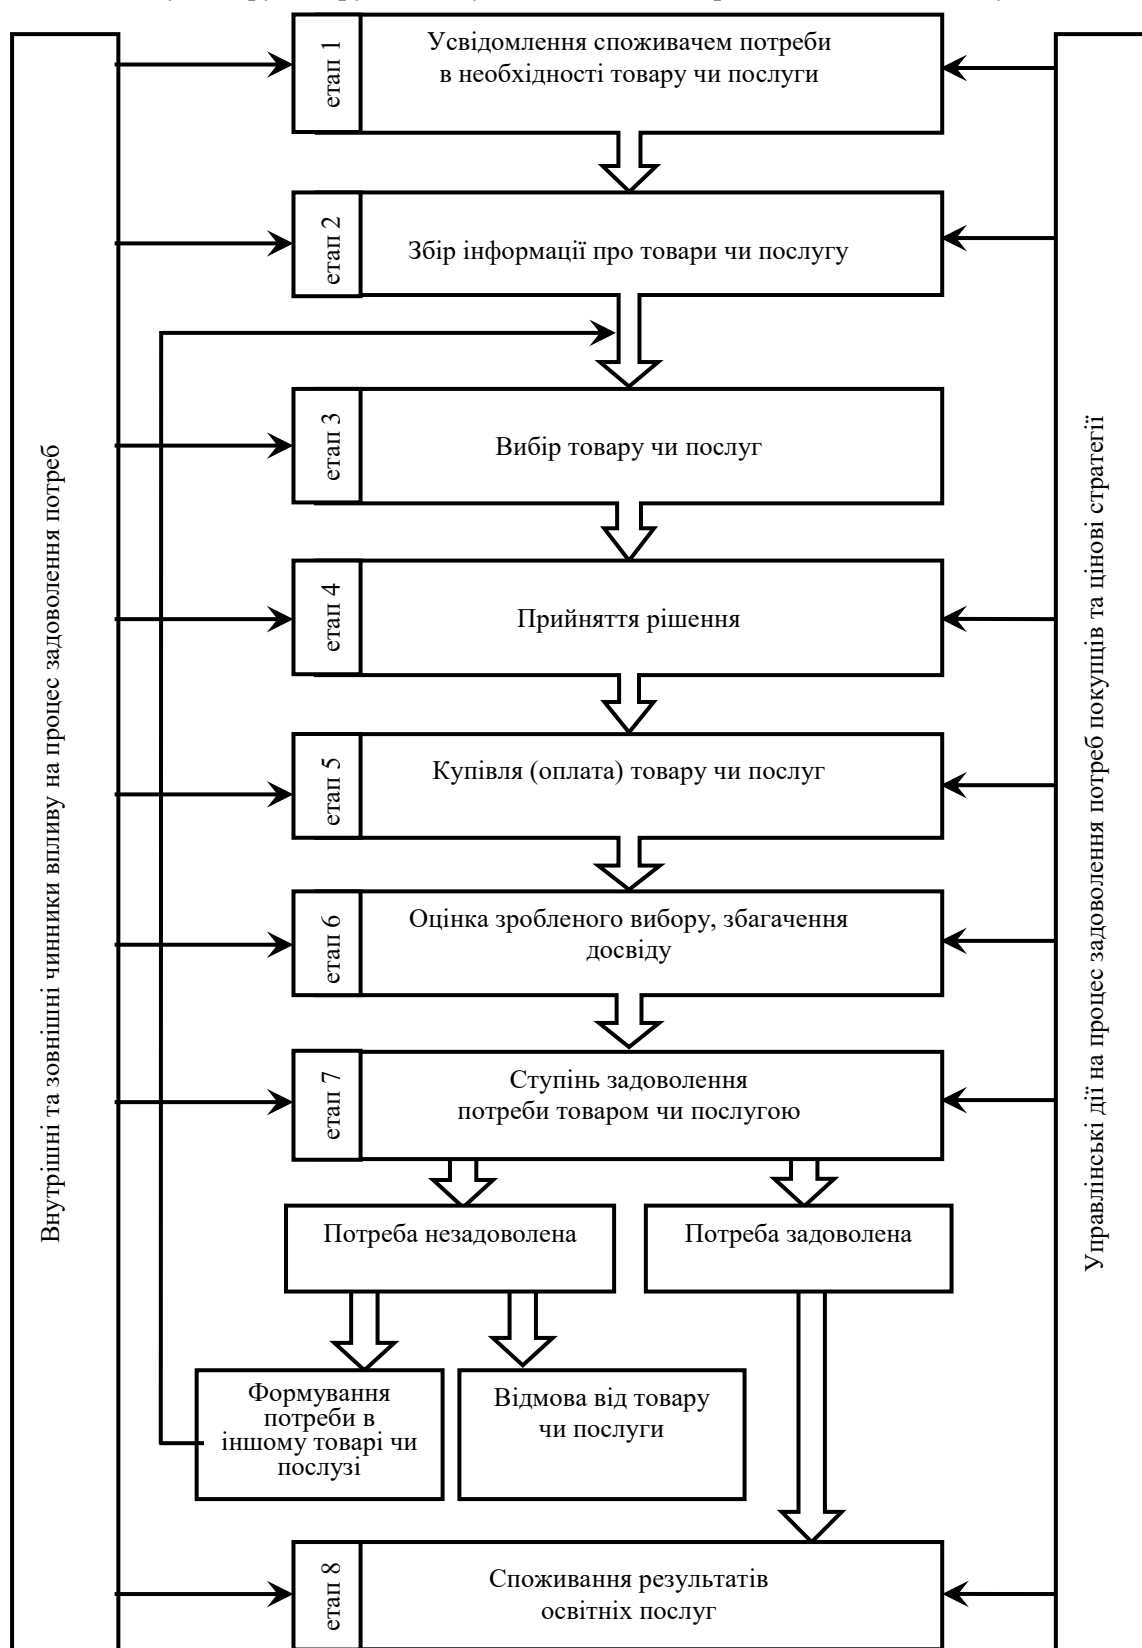 етап 1
Усвідомлення споживачем потреби
в необхідності товару чи послуги
етап 2
Збір інформації про товари чи послугу
етап 3
Вибір товару чи послуг
етап 4
Прийняття рішення
етап 5
Купівля (оплата) товару чи послуг
етап 6
Оцінка зробленого вибору, збагачення
досвіду
етап 7
Ступінь задоволення
потреби товаром чи послугою
Потреба незадоволена
Потреба задоволена
Формування
потреби в
іншому товарі чи
послузі
Відмова від товару
чи послуги
етап 8
Споживання результатів
освітніх послуг
Внутрішні та зовнішні чинники впливу на процес задоволення потреб
Управлінські дії на процес задоволення потреб покупців та цінові стратегії